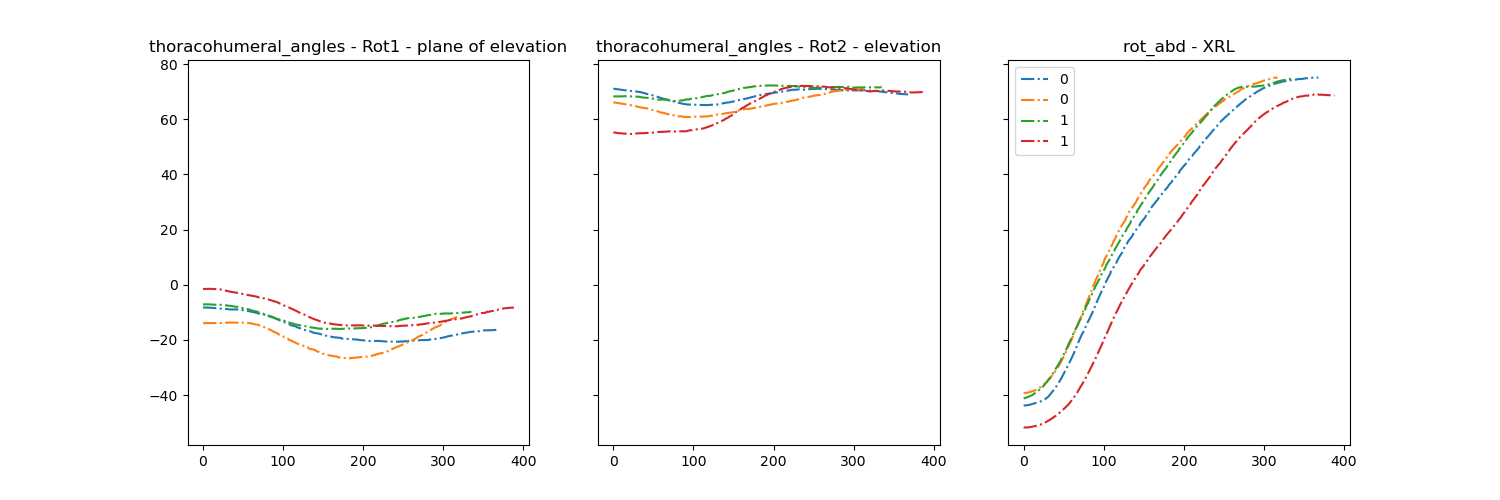 thoracohumeral_angles - Rot1 - plane of elevation
thoracohumeral_angles - Rot2 - elevation
rot_abd - XRL
80
60
40
20
0
−20
−40
0
0
1
1
0 100 200 300 400
0 100 200 300 400
0 100 200 300 400